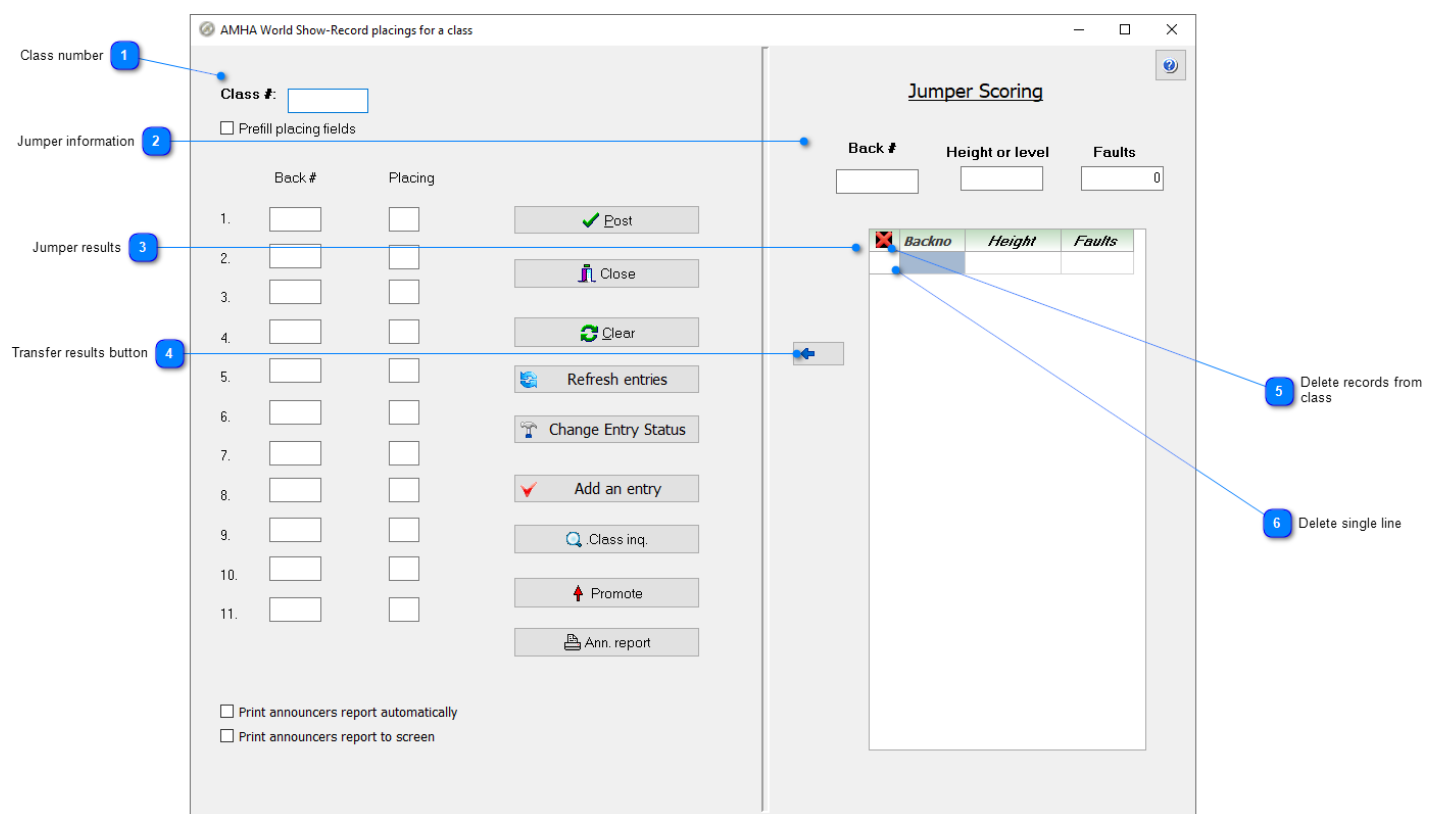 AMHA World Show-Record placings for a class
Class number 1
Class #:
Prefill placing fields
Jumper Scoring
Jumper information 2
Back # Height or level Faults
0
Back # Placing
1.
Post
Jumper results 3
Backno Height Faults
2.
Close
3.
4.
Clear
Transfer results button 4
5.
Refresh entries
5 Delete records from
class
6.
Change Entry Status
7.
8.
Add an entry
6 Delete single line
9.
.Class inq.
10.
Promote
11.
Ann. report
Print announcers report automatically
Print announcers report to screen